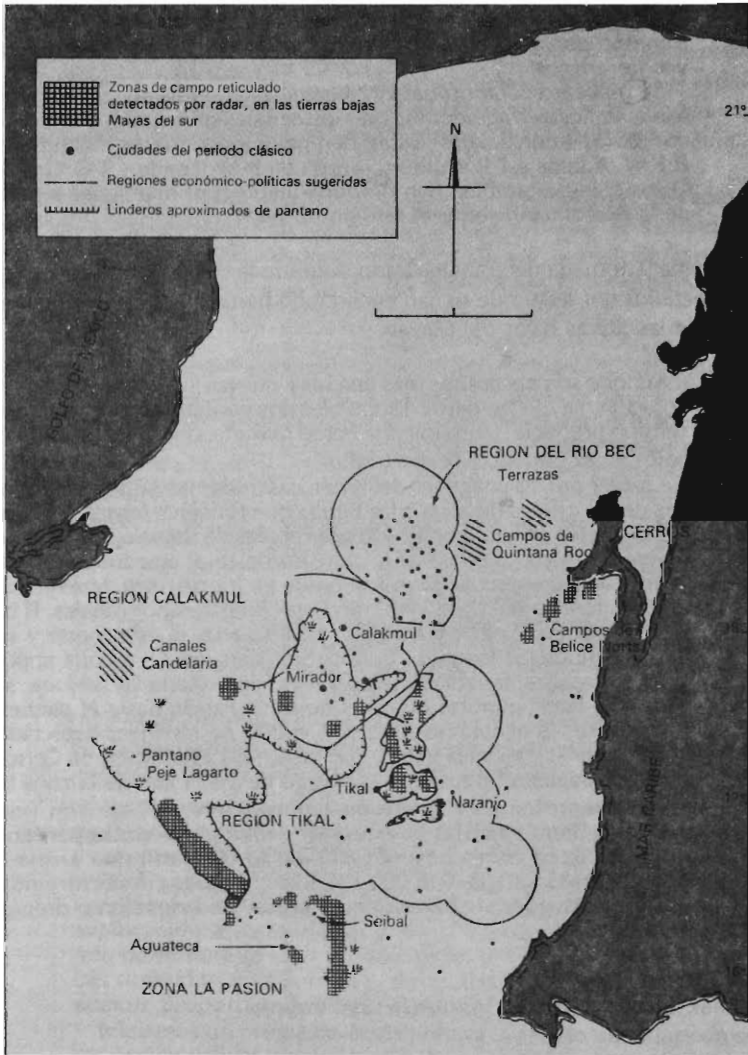 Zonas de campo reticulado
detectados por radar, en las tierras bajas
Mayas del sur
Ciudades del periodo clásico
Regiones económico-políticas sugeridas
Linderos aproximados de pantano
21°
N
GOLFO DE MEXICO
REGION DEL RIO BEC
Terrazas
Campos de
Quintana Roo
CERROS
REGION CALAKMUL
Calakmul
Canales
Candelaria
Mirador
Campos de
Belice Norte
Pantano
Peje Lagarto
Tikal
Naranjo
REGION TIKAL
MAR CARIBE
Seibal
Aguateca
ZONA LA PASION